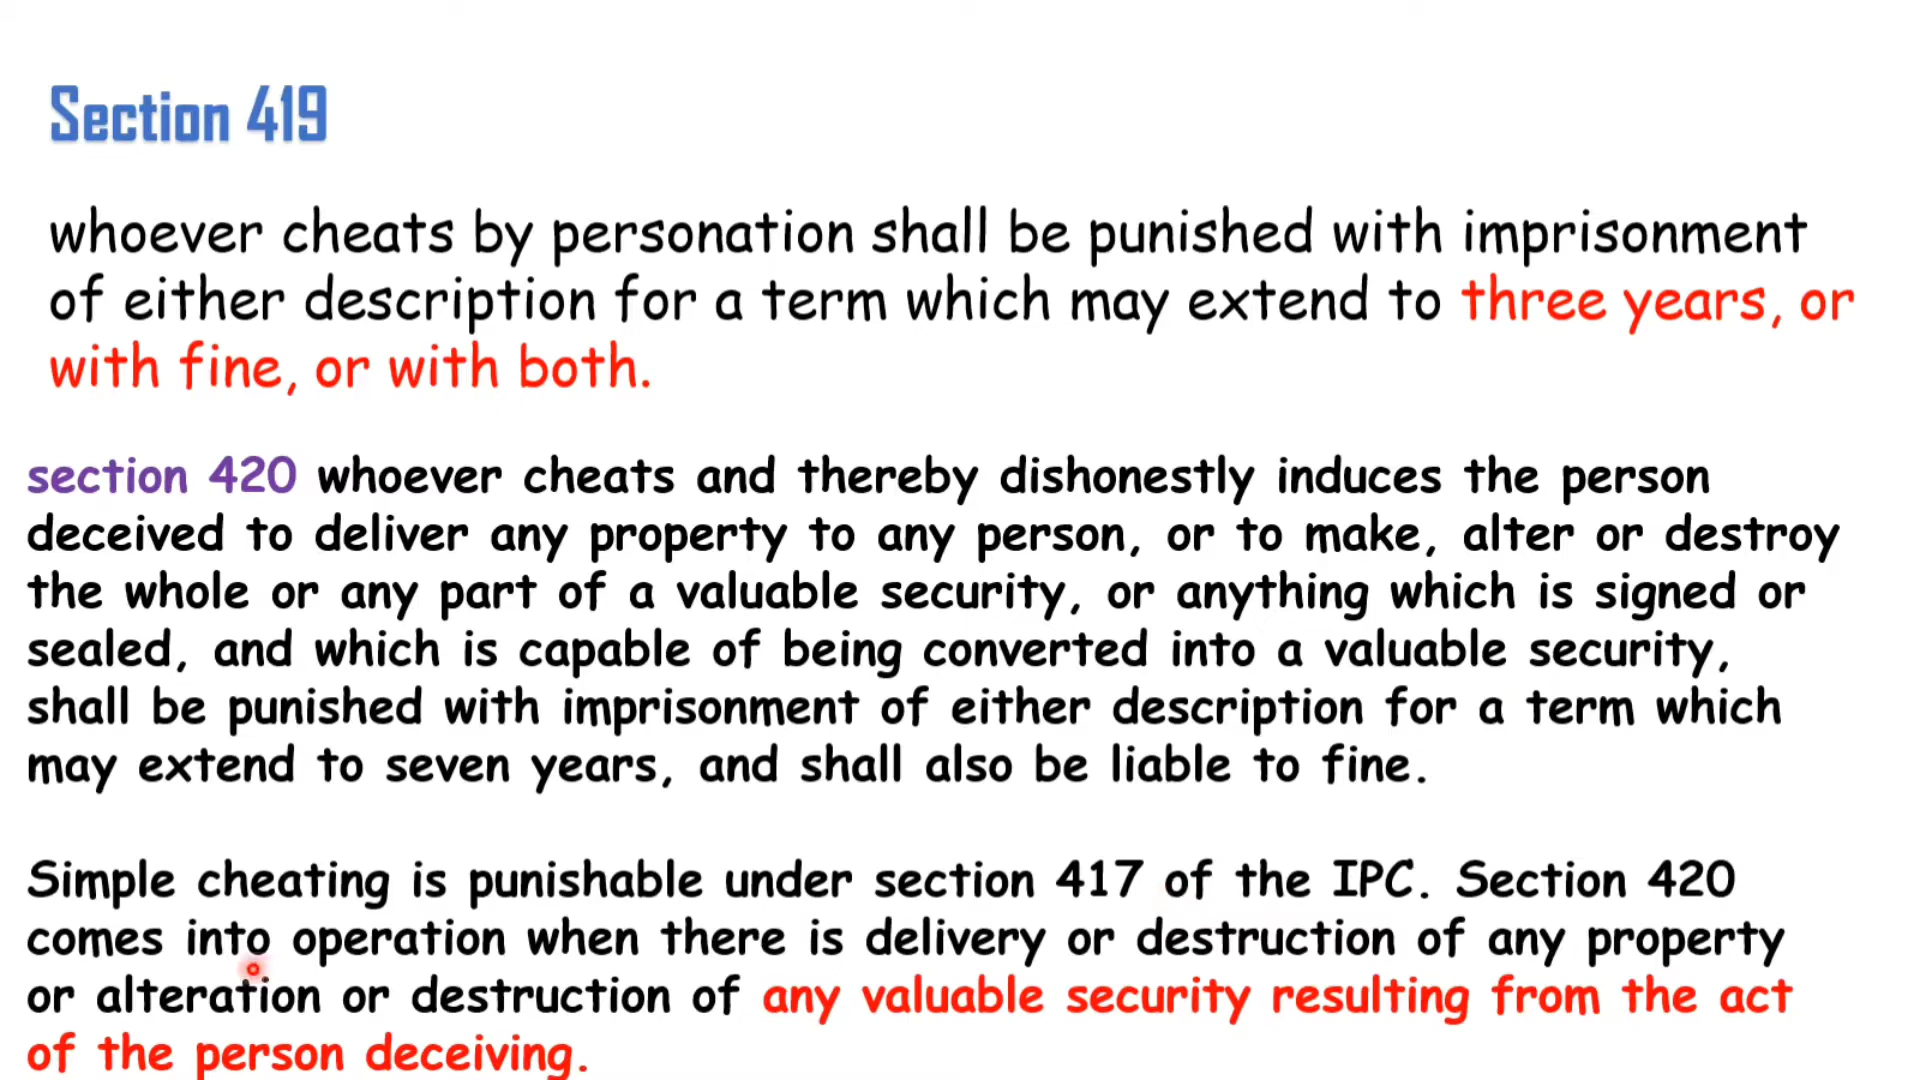 Section 419
whoever cheats by personation shall be punished with imprisonment
of either description for a term which may extend to three years, or
with fine, or with both.
section 420 whoever cheats and thereby dishonestly induces the person
deceived to deliver any property to any person, or to make, alter or destroy
the whole or any part of a valuable security, or anything which is signed or
sealed, and which is capable of being converted into a valuable security,
shall be punished with imprisonment of either description for a term which
may extend to seven years, and shall also be liable to fine.
Simple cheating is punishable under section 417 of the IPC. Section 420
comes into operation when there is delivery or destruction of any property
or alteration or destruction of any valuable security resulting from the act
of the person deceiving.